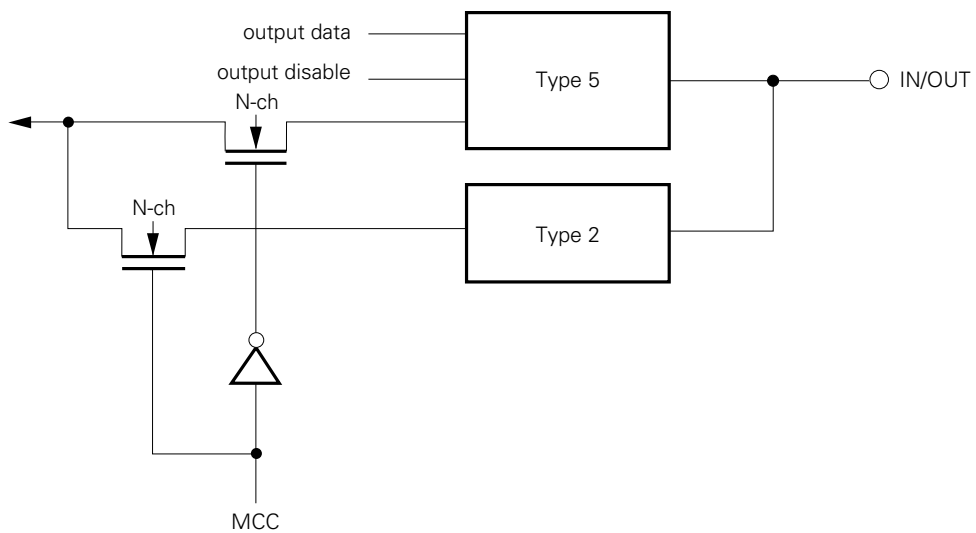 output data
output disable
Type 5
IN/OUT
N-ch
N-ch
Type 2
MCC